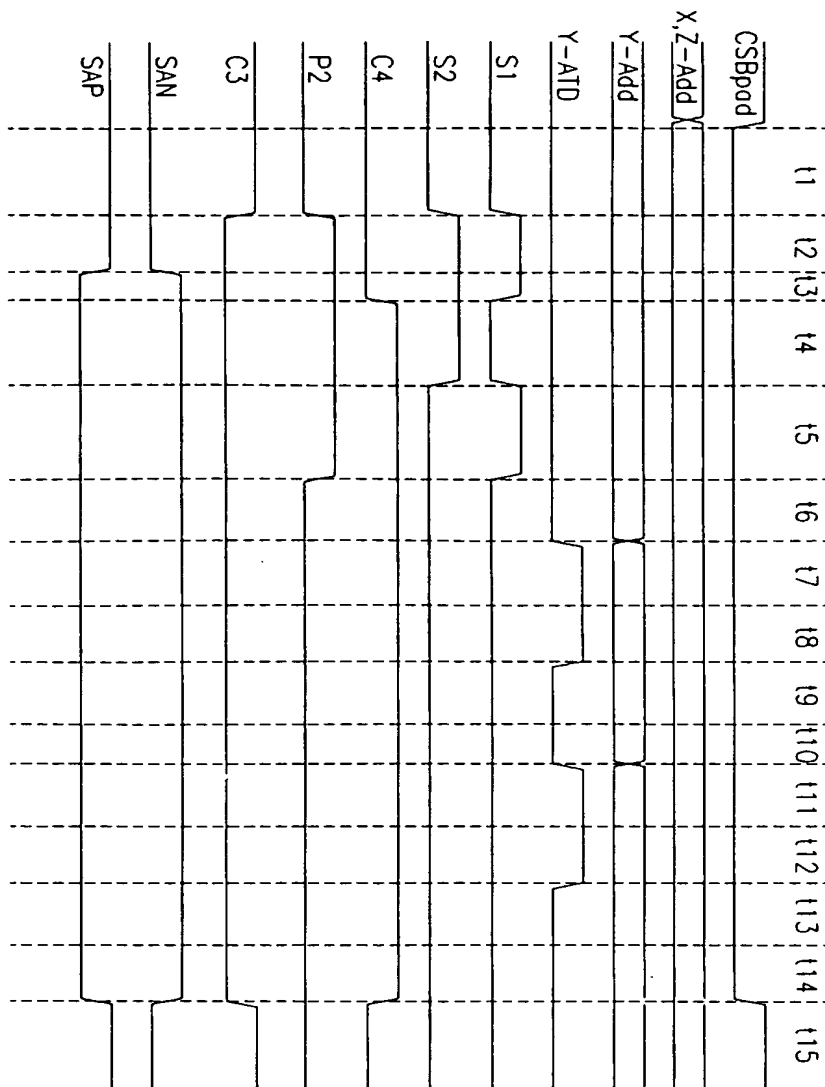 t1 t2 t3 t4 t5 t6 t7 t8 t9 t10 t11 t12 t13 t14 t15
CSBpad
X,Z-Add
Y-Add
Y-ATD
S1
S2
C4
P2
C3
SAN
SAP